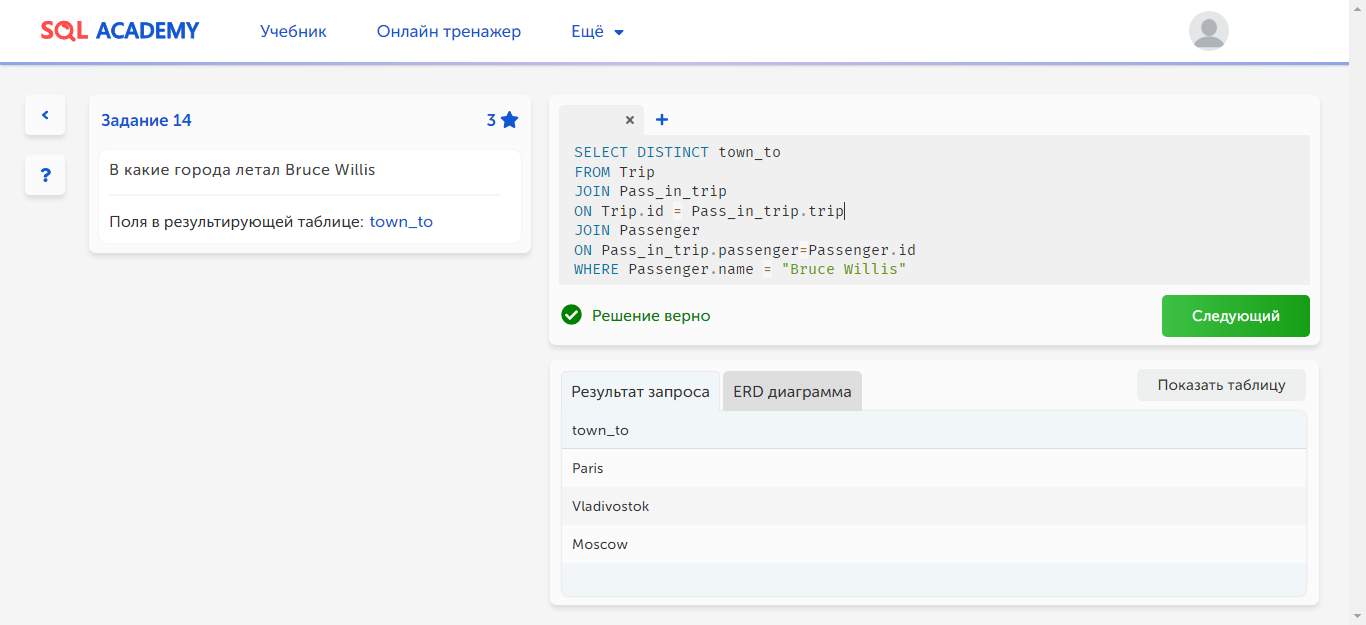 SQL ACADEMY
Учебник
Онлайн тренажер
Ещё
Задание 14
3
В какие города летал Bruce Willis
Поля в результирующей таблице: town_to
?
SELECT DISTINCT town_to
FROM Trip
JOIN Pass_in_trip
ON Trip.id = Pass_in_trip.trip
JOIN Passenger
ON Pass_in_trip.passenger=Passenger.id
WHERE Passenger.name = "Bruce Willis"
Решение верно
Следующий
Результат запроса
ERD диаграмма
Показать таблицу
town_to
Paris
Vladivostok
Moscow